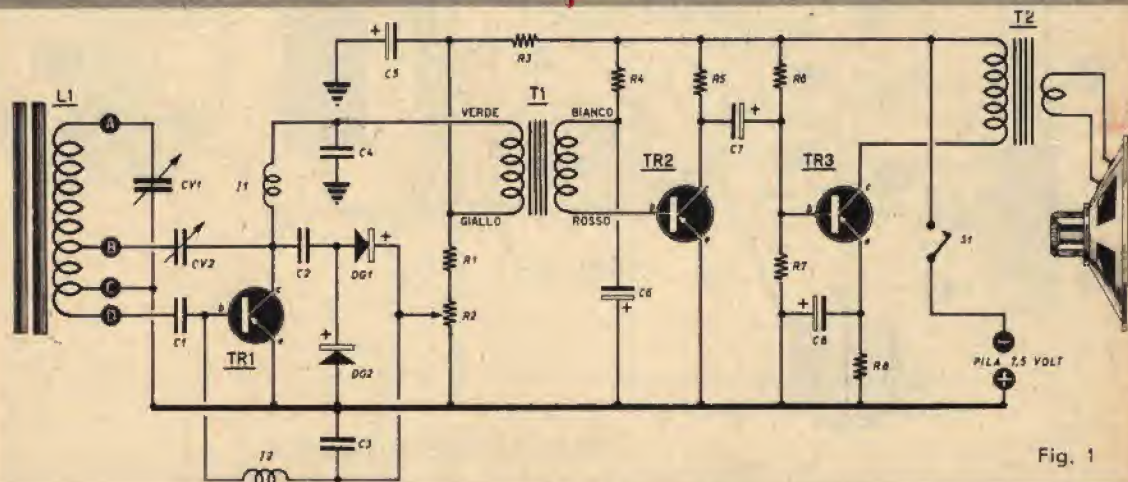 T2
C5
R3
R4
R5
R6
L1
T1
VERDE
BIANCO
A
C7
TR2
TR3
CV1
J1
C4
c
b
S1
GIALLO
ROSSO
b
e
e
B
CV2
C2
DG1
R1
R7
C
D
c
C6
b
R2
C8
C1
e
TR1
DG2
R8
PILA 7,5 VOLT
C3
J2
Fig. 1